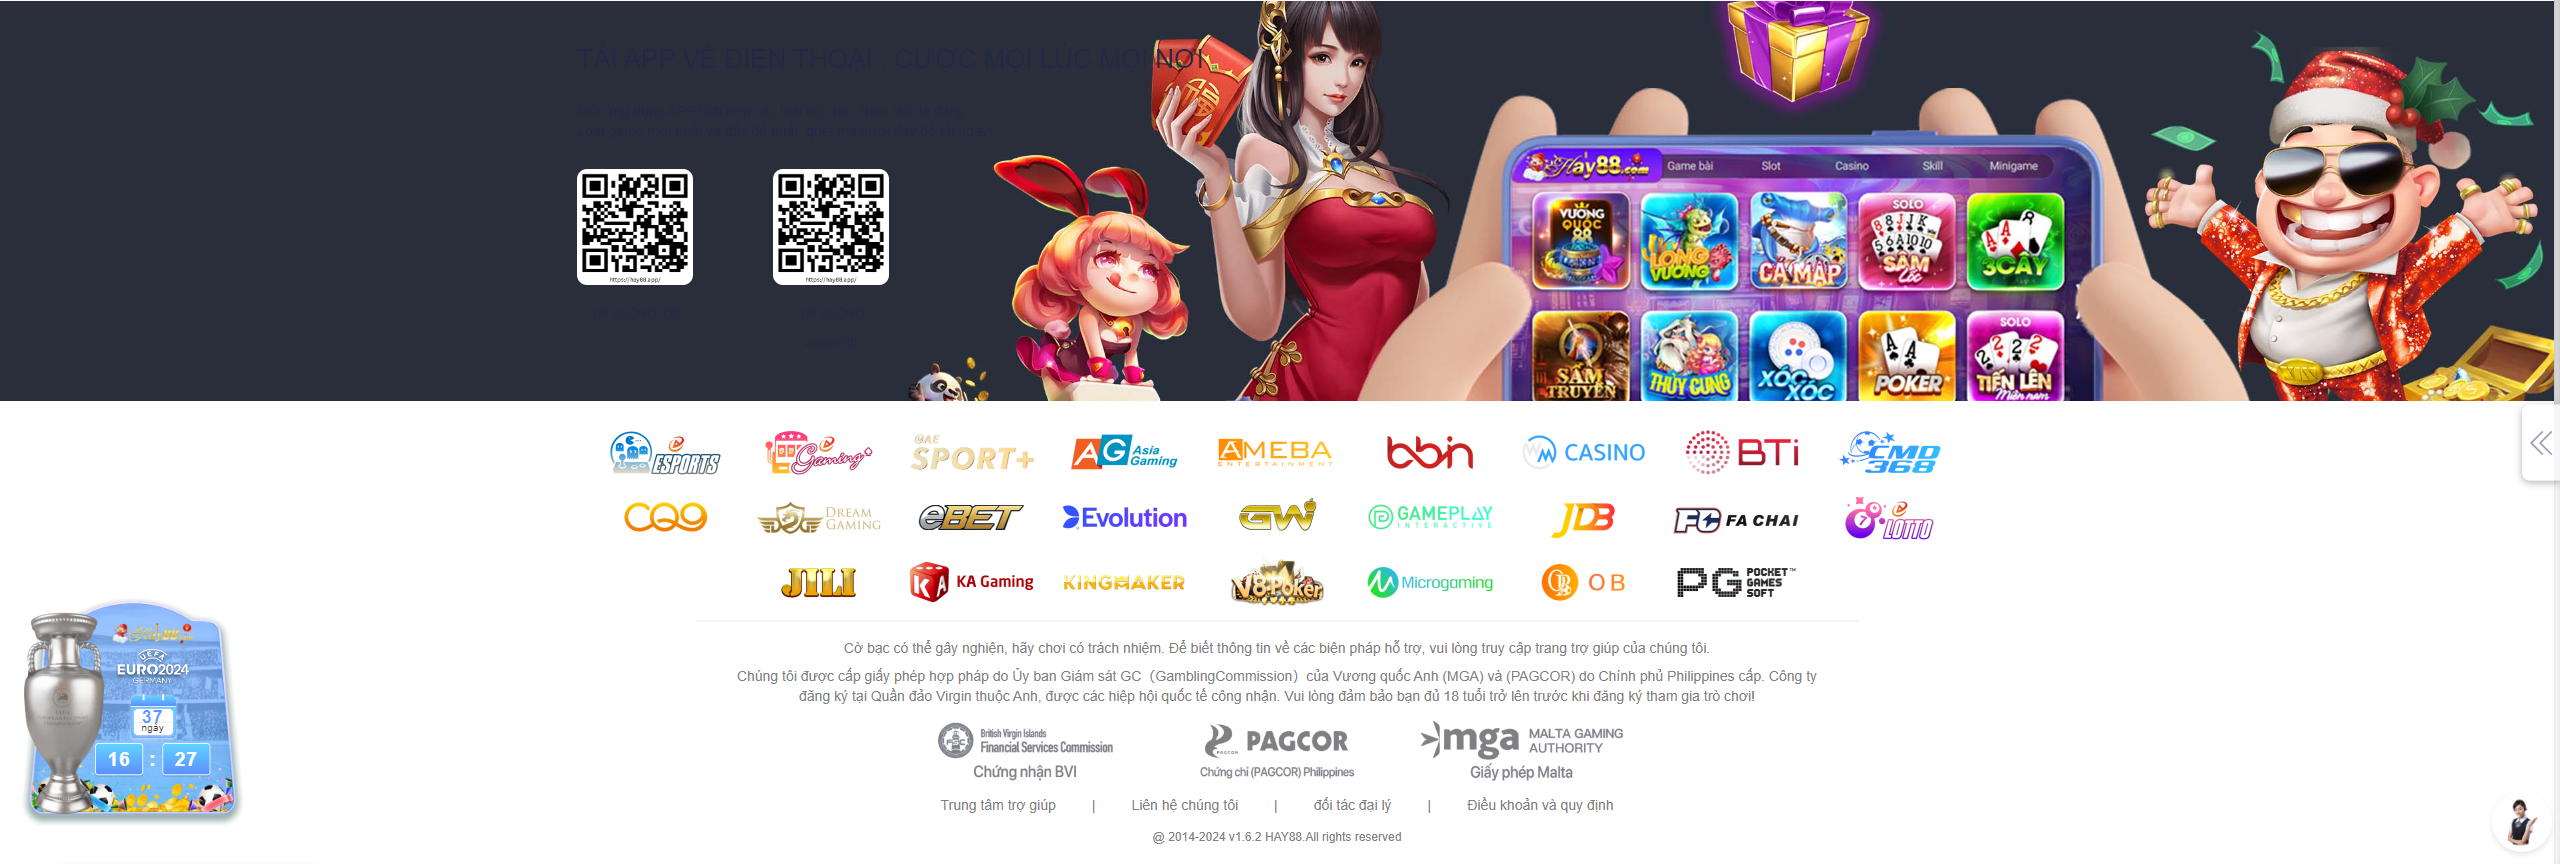 TẢI APP VỀ ĐIỆN THOẠI , CƯỢC MỌI LÚC MỌI NƠI
https://hay88.app/
https://hay88.app/
Hay88.com
Game bài
Slot
Casino
Skill
Minigame
VƯƠNG QUỐC 88
LONG VƯƠNG
CÁ MẬP
SOLO
SÂM Lốc
3CÂY
SẤM TRUYỀN
THỦY CUNG
XÓC XÓC
POKER
SOLO
TIẾN LÊN
Miền nam
ESPORTS
Gaming
AE SPORT+
AG Asia Gaming
AMEBA ENTERTAINMENT
bbin
WM CASINO
BTi
CMD 368
CQ9
DREAM GAMING
eBET
Evolution
GW
GAMEPLAY INTERACTIVE
JDB
FC FA CHAI
LOTTO
JILI
KA KA Gaming
KINGMAKER
V8Poker
Microgaming
OB
PG POCKET GAMES SOFT™
Cờ bạc có thể gây nghiện, hãy chơi có trách nhiệm. Để biết thông tin về các biện pháp hỗ trợ, vui lòng truy cập trang trợ giúp của chúng tôi.
Chúng tôi được cấp giấy phép hợp pháp do Ủy ban Giám sát GC（GamblingCommission）của Vương quốc Anh (MGA) và (PAGCOR) do Chính phủ Philippines cấp. Công ty
đăng ký tại Quần đảo Virgin thuộc Anh, được các hiệp hội quốc tế công nhận. Vui lòng đảm bảo bạn đủ 18 tuổi trở lên trước khi đăng ký tham gia trò chơi!
UEFA
EURO2024
GERMANY
37
ngày
16 : 27
British Virgin Islands
Financial Services Commission
Chứng nhận BVI
PAGCOR
Chứng chỉ (PAGCOR) Philippines
mga MALTA GAMING AUTHORITY
Giấy phép Malta
Trung tâm trợ giúp | Liên hệ chúng tôi | đối tác đại lý | Điều khoản và quy định
@ 2014-2024 v1.6.2 HAY88.All rights reserved